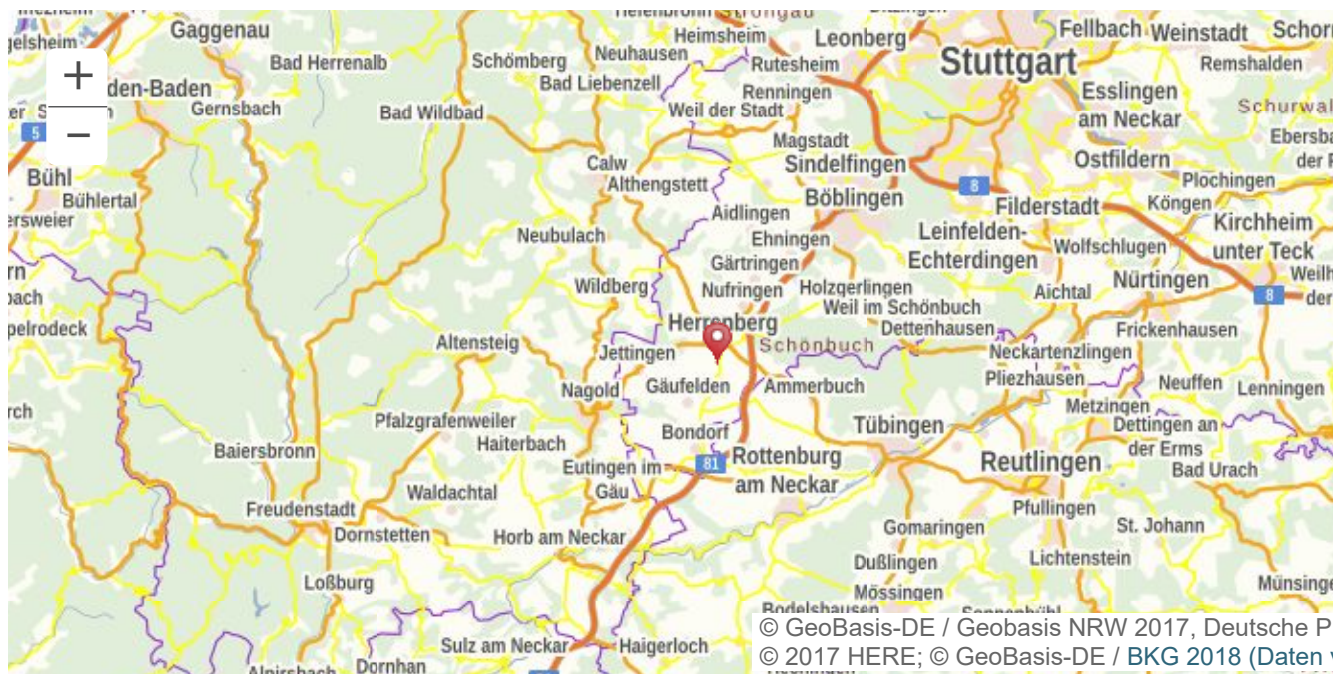 Strohgäu
Gaggenau
Heimsheim
Leonberg
Fellbach
Weinstadt
Bad Herrenalb
Schömberg
Neuhausen
Rutesheim
Stuttgart
Remshalden
Bad Liebenzell
Renningen
Esslingen
am Neckar
Gernsbach
Bad Wildbad
Weil der Stadt
5
Magstadt
Sindelfingen
Ostfildern
Bühl
Calw
Althengstett
8
Plochingen
Bühlertal
Böblingen
Filderstadt
Köngen
Aidlingen
Leinfelden-
Echterdingen
Kirchheim
unter Teck
Neubulach
Ehningen
Wolfschlugen
Gärtringen
Nürtingen
Wildberg
Nufringen
Holzgerlingen
Aichtal
8
Weil im Schönbuch
Herrenberg
Dettenhausen
Frickenhausen
Altensteig
Jettingen
Schönbuch
Neckartenzlingen
Nagold
Gäufelden
Ammerbuch
Pliezhausen
Neuffen
Lenningen
Metzingen
Pfalzgrafenweiler
Bondorf
Tübingen
Dettingen an
der Erms
Haiterbach
Baiersbronn
81
Rottenburg
am Neckar
Reutlingen
Bad Urach
Eutingen im
Gäu
Waldachtal
Freudenstadt
Pfullingen
Dornstetten
Horb am Neckar
Gomaringen
St. Johann
Dußlingen
Lichtenstein
Loßburg
Mössingen
Bodelshausen
Sulz am Neckar
Haigerloch
Dornhan
© GeoBasis-DE / Geobasis NRW 2017, Deutsche P
© 2017 HERE; © GeoBasis-DE / BKG 2018 (Daten v